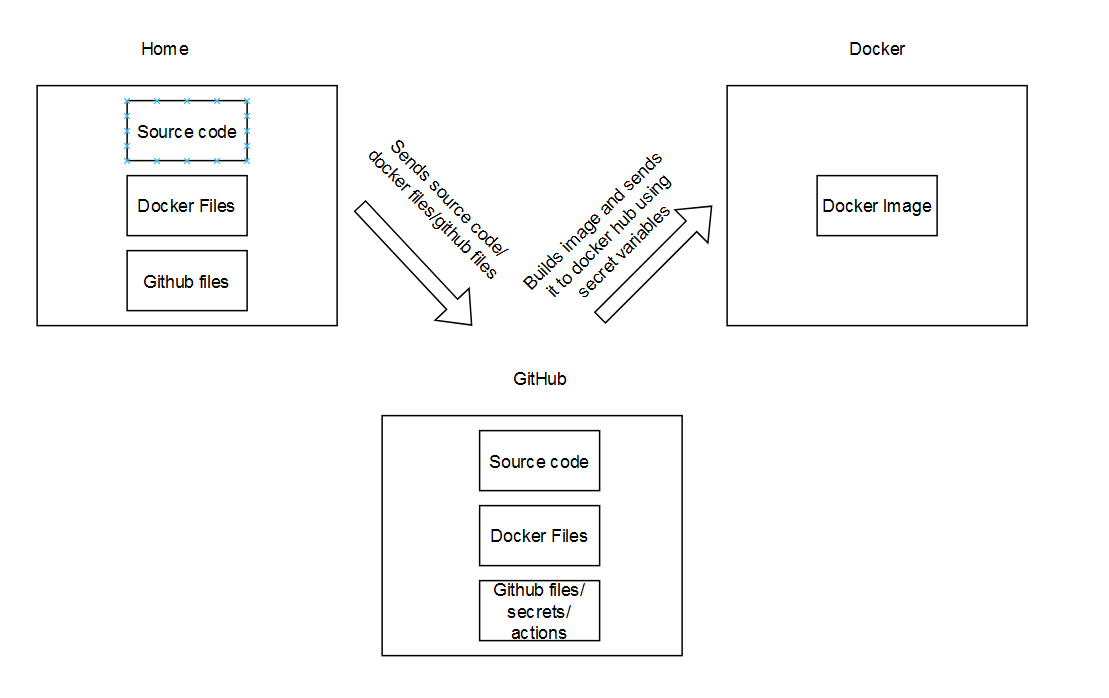 Home
Docker
Source code
Docker Files
Github files
Sends source code/
docker files/github files
Builds image and sends
it to docker hub using
secret variables
Docker Image
GitHub
Source code
Docker Files
Github files/
secrets/
actions